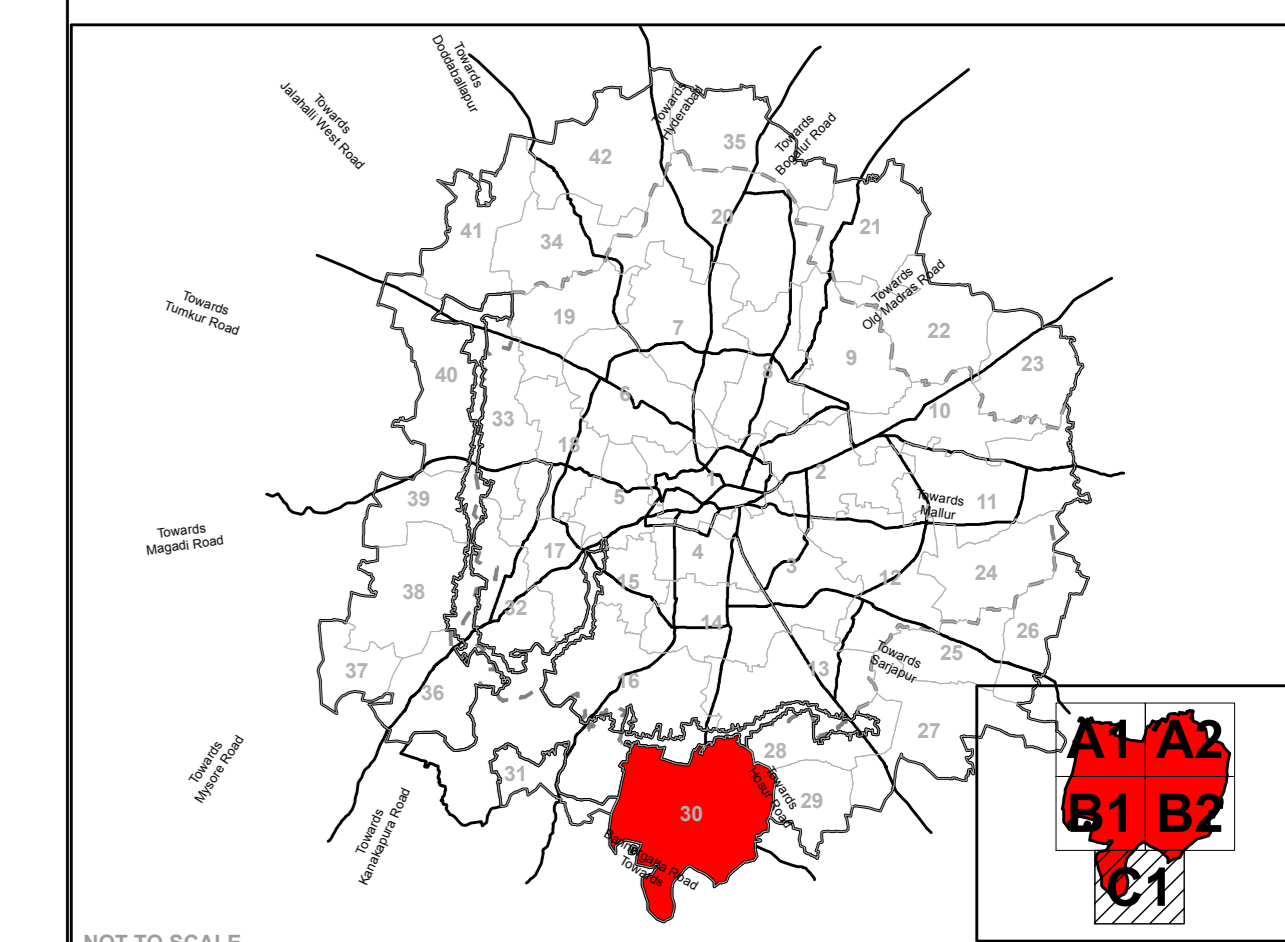 Towards
Doddaballapur
Towards
Jalahalli West Road
Towards
Hyderabad
Towards
Bogalur Road
42
35
20
21
41
34
Towards
Old Madras Road
Towards
Tumkur Road
19
7
22
9
23
40
8
6
10
33
18
1
2
39
5
Towards
Mallur
11
Towards
Magadi Road
17
4
3
15
12
24
38
32
14
26
25
Towards
Sarjapur
37
36
16
13
27
Towards
Mysore Road
31
28
Towards
Hosur Road
29
30
Towards
Kanakapura Road
Towards
A1
A2
B1
B2
C1
NOT TO SCALE